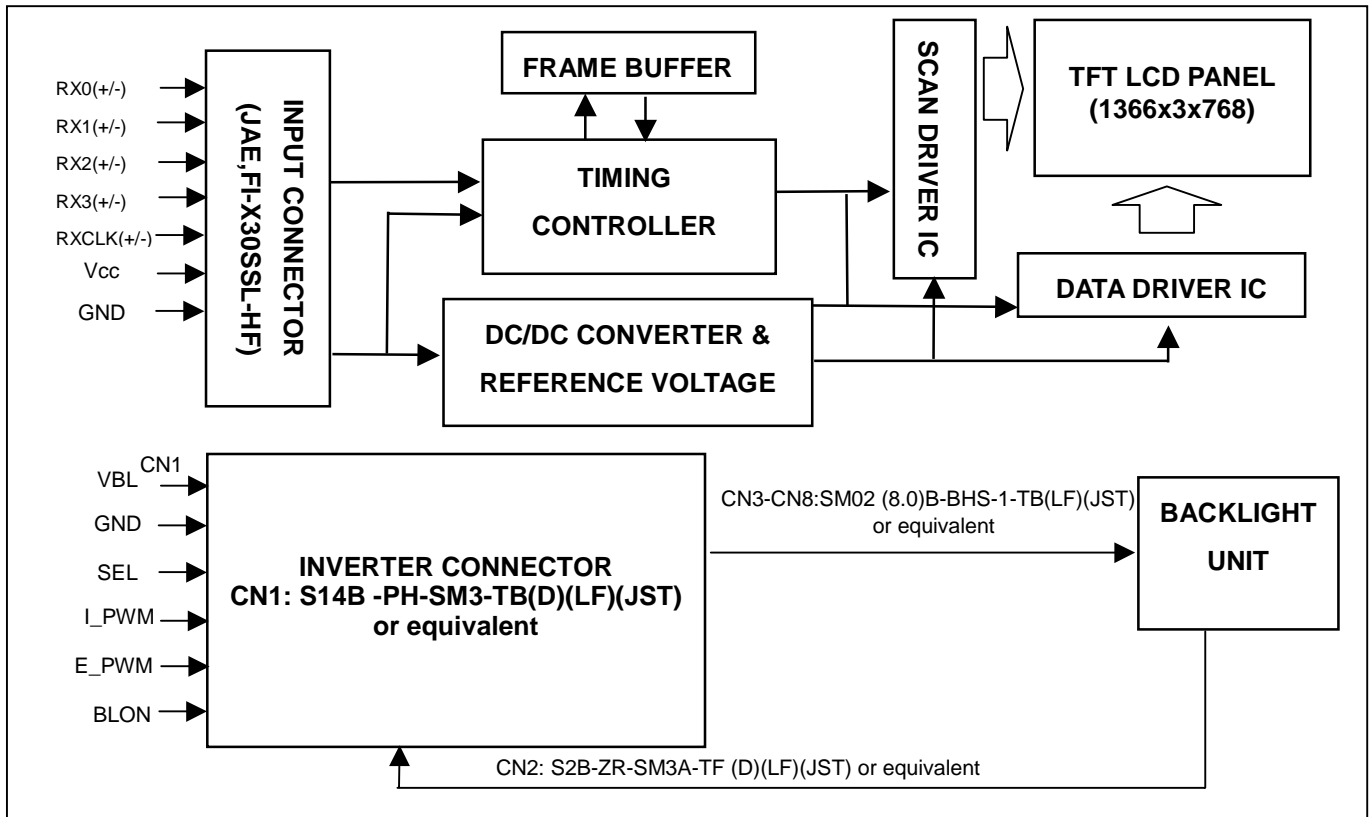 RX0(+/-)
RX1(+/-)
RX2(+/-)
RX3(+/-)
RXCLK(+/-)
Vcc
GND
INPUT CONNECTOR
(JAE,FI-X30SSL-HF)
FRAME BUFFER
TIMING
CONTROLLER
SCAN DRIVER IC
TFT LCD PANEL
(1366x3x768)
DATA DRIVER IC
DC/DC CONVERTER &
REFERENCE VOLTAGE
CN1
VBL
GND
SEL
I_PWM
E_PWM
BLON
INVERTER CONNECTOR
CN1: S14B -PH-SM3-TB(D)(LF)(JST)
or equivalent
CN3-CN8:SM02 (8.0)B-BHS-1-TB(LF)(JST)
or equivalent
BACKLIGHT
UNIT
CN2: S2B-ZR-SM3A-TF (D)(LF)(JST) or equivalent